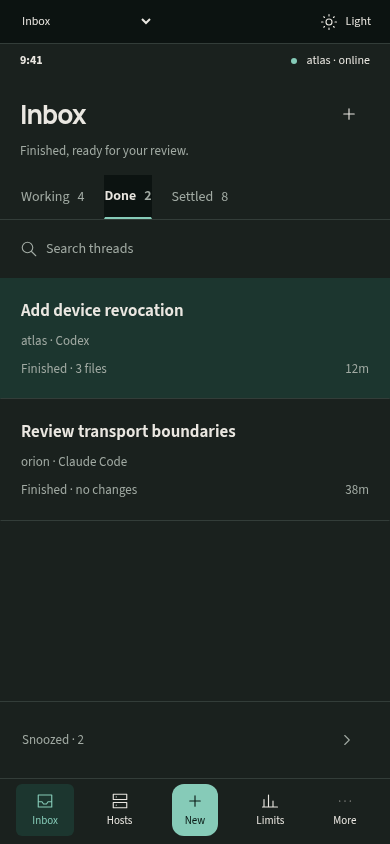 Inbox
Light
9:41
atlas · online
Inbox
Finished, ready for your review.
Working 4
Done 2
Settled 8
Search threads
Add device revocation
atlas · Codex
Finished · 3 files
12m
Review transport boundaries
orion · Claude Code
Finished · no changes
38m
Snoozed · 2
Inbox
Hosts
New
Limits
More